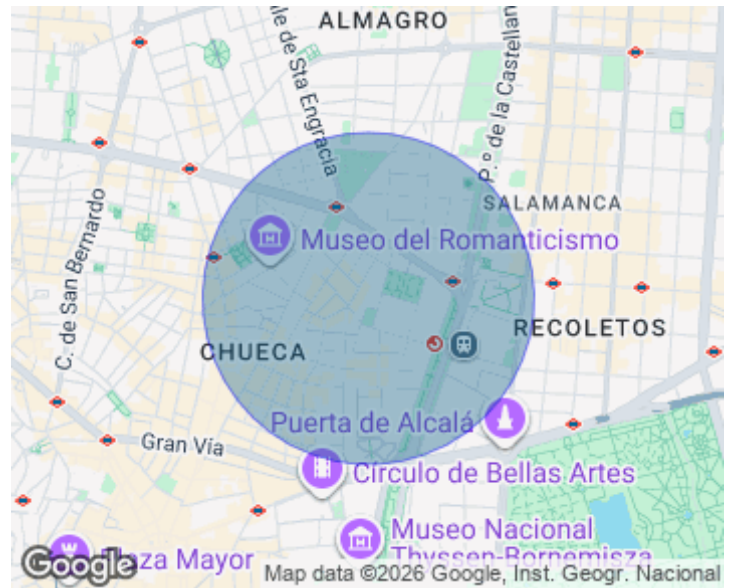 ALMAGRO
le de Sta Engracia
P.º de la Castellan
SALAMANCA
Museo del Romanticismo
C. de San Bernardo
RECOLETOS
CHUECA
Puerta de Alcalá
Gran Vía
Círculo de Bellas Artes
Museo Nacional
Thyssen-Bornemisza
Plaza Mayor
Google
Map data ©2026 Google, Inst. Geogr. Nacional